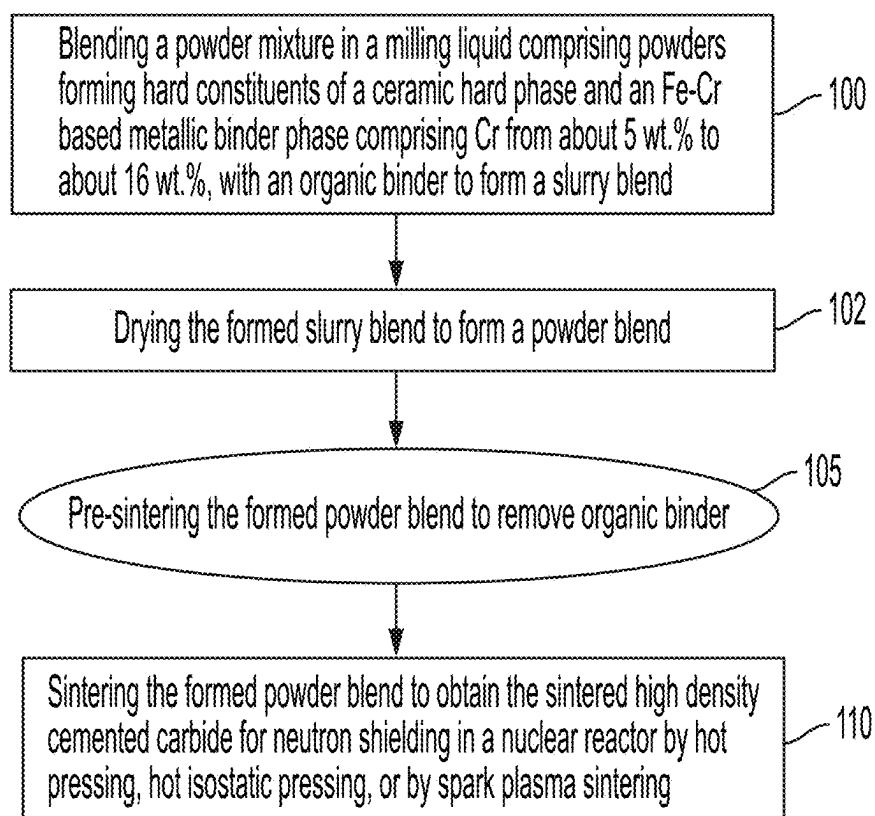 Blending a powder mixture in a milling liquid comprising powders
forming hard constituents of a ceramic hard phase and an Fe-Cr
based metallic binder phase comprising Cr from about 5 wt.% to
about 16 wt.%, with an organic binder to form a slurry blend
100
Drying the formed slurry blend to form a powder blend
102
Pre-sintering the formed powder blend to remove organic binder
105
Sintering the formed powder blend to obtain the sintered high density
cemented carbide for neutron shielding in a nuclear reactor by hot
pressing, hot isostatic pressing, or by spark plasma sintering
110